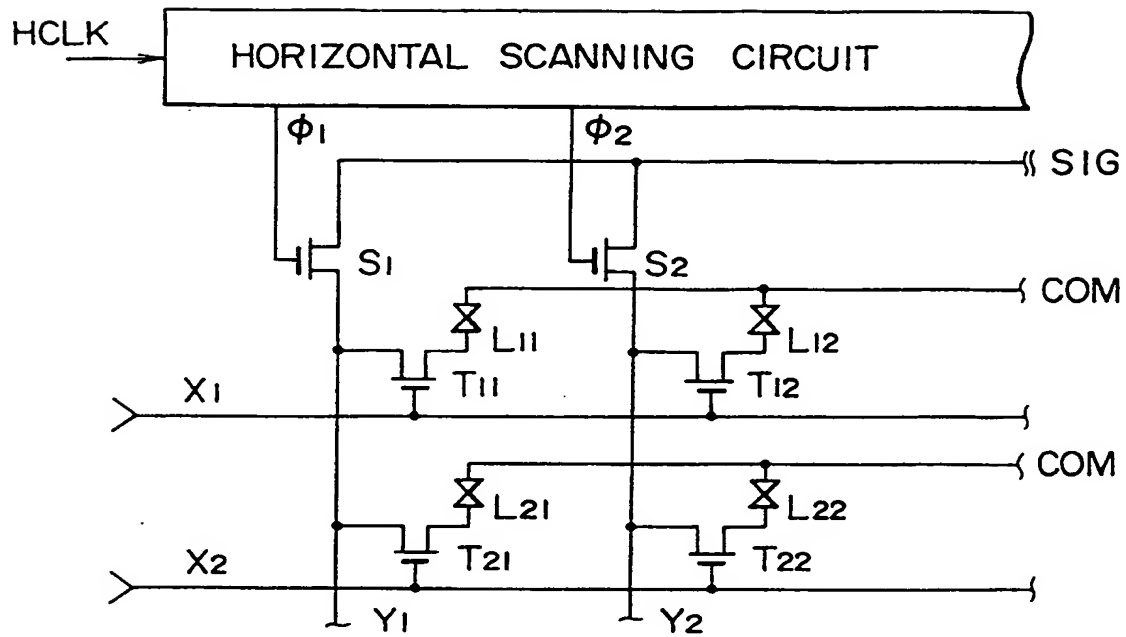 HCLK
HORIZONTAL SCANNING CIRCUIT
ϕ1
ϕ2
SIG
S1
S2
COM
L11
L12
T11
T12
X1
COM
L21
L22
T21
T22
X2
Y1
Y2